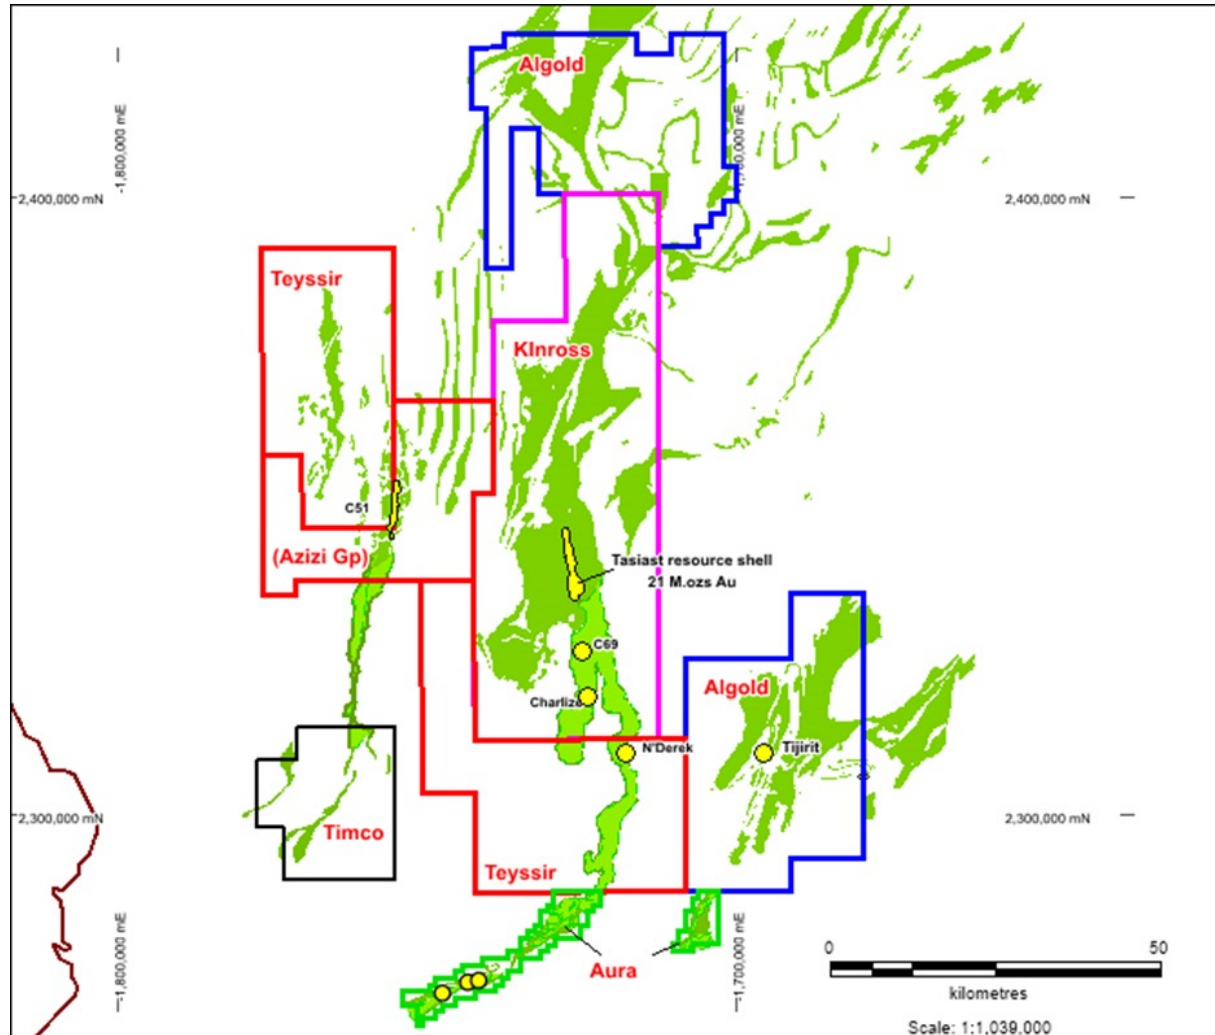 Algold
-1,800,000 mE
-1,700,000 mE
2,400,000 mN
2,400,000 mN
Teyssir
KInross
C51
(Azizi Gp)
Tasiast resource shell
21 M.ozs Au
C69
Algold
Charlize
N'Derek
Tijirit
2,300,000 mN
2,300,000 mN
Timco
Teyssir
-1,800,000 mE
-1,700,000 mE
Aura
0 50
kilometres
Scale: 1:1,039,000